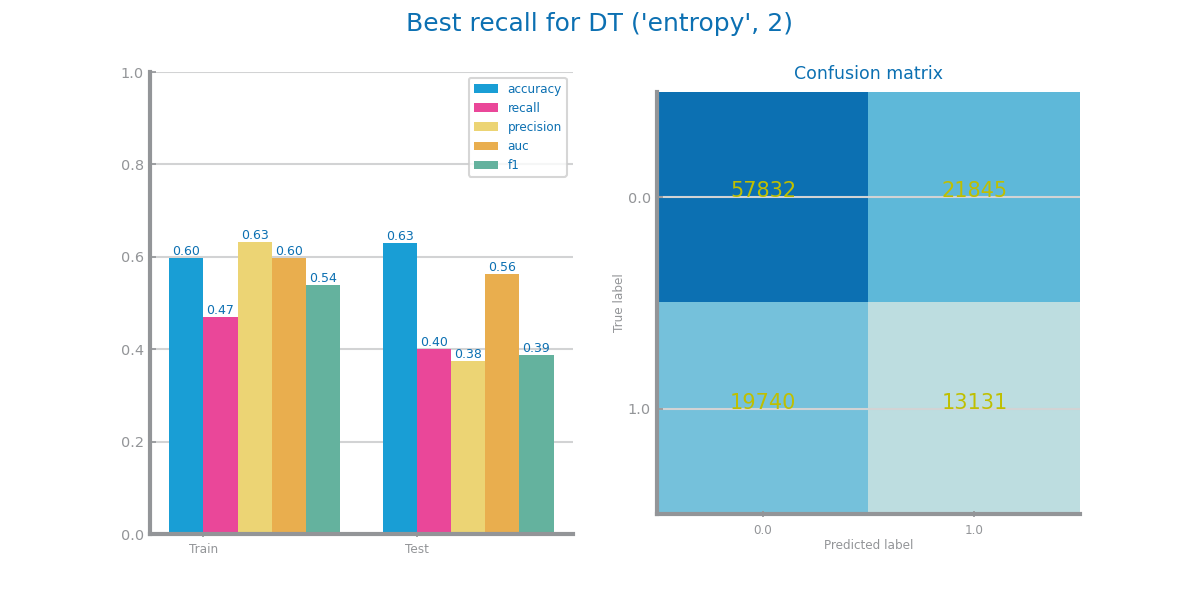 Best recall for DT ('entropy', 2)
1.0
0.8
0.6
0.4
0.2
0.0
accuracy
recall
precision
auc
f1
0.60
0.47
0.63
0.60
0.54
0.63
0.40
0.38
0.56
0.39
Train
Test
Confusion matrix
True label
0.0
1.0
57832
21845
19740
13131
0.0
1.0
Predicted label